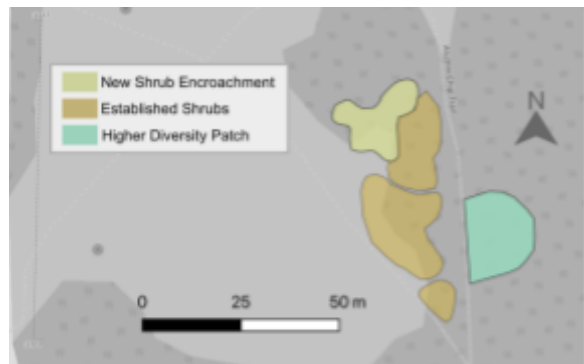 New Shrub Encroachment
Established Shrubs
Higher Diversity Patch
N
0 25 50 m